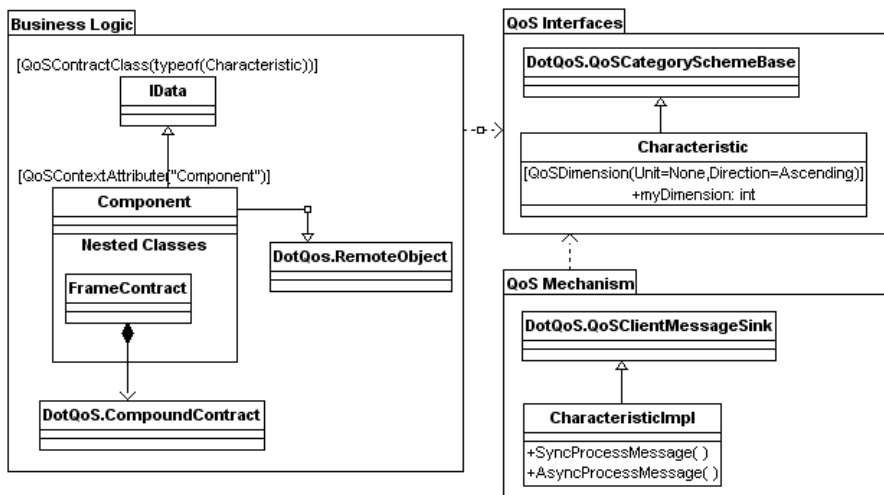 Business Logic
[QoSContractClass(typeof(Characteristic))]
IData
[QoSContextAttribute("Component")]
Component
Nested Classes
FrameContract
DotQos.RemoteObject
DotQoS.CompoundContract
QoS Interfaces
DotQoS.QoSCategorySchemeBase
Characteristic
[QoSDimension(Unit=None,Direction=Ascending)]
+myDimension: int
QoS Mechanism
DotQoS.QoSClientMessageSink
CharacteristicImpl
+SyncProcessMessage( )
+AsyncProcessMessage( )